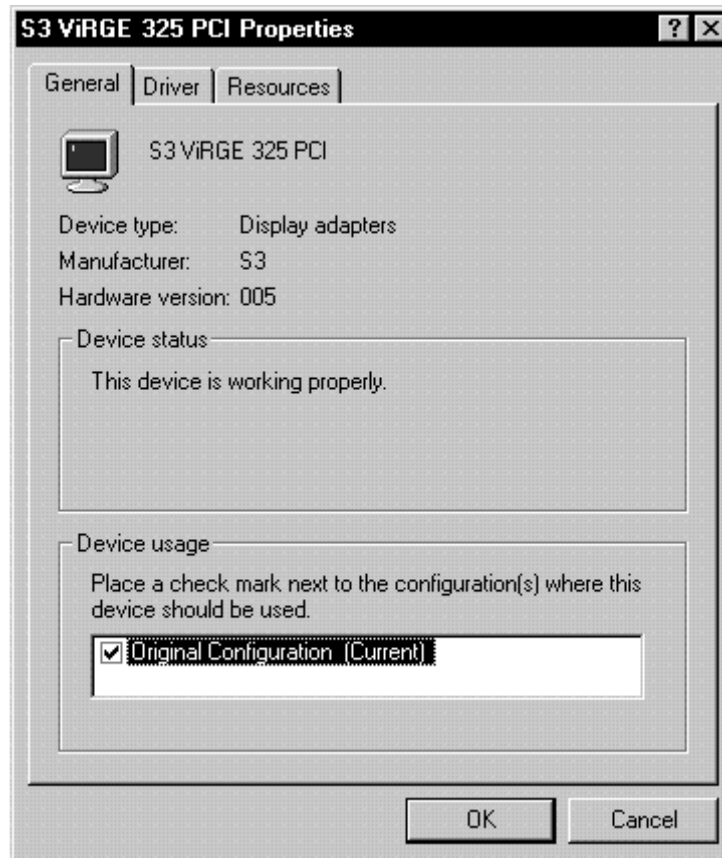 S3 ViRGE 325 PCI Properties
General Driver Resources
S3 ViRGE 325 PCI
Device type: Display adapters
Manufacturer: S3
Hardware version: 005
Device status
This device is working properly.
Device usage
Place a check mark next to the configuration(s) where this
device should be used.
Original Configuration (Current)
OK Cancel